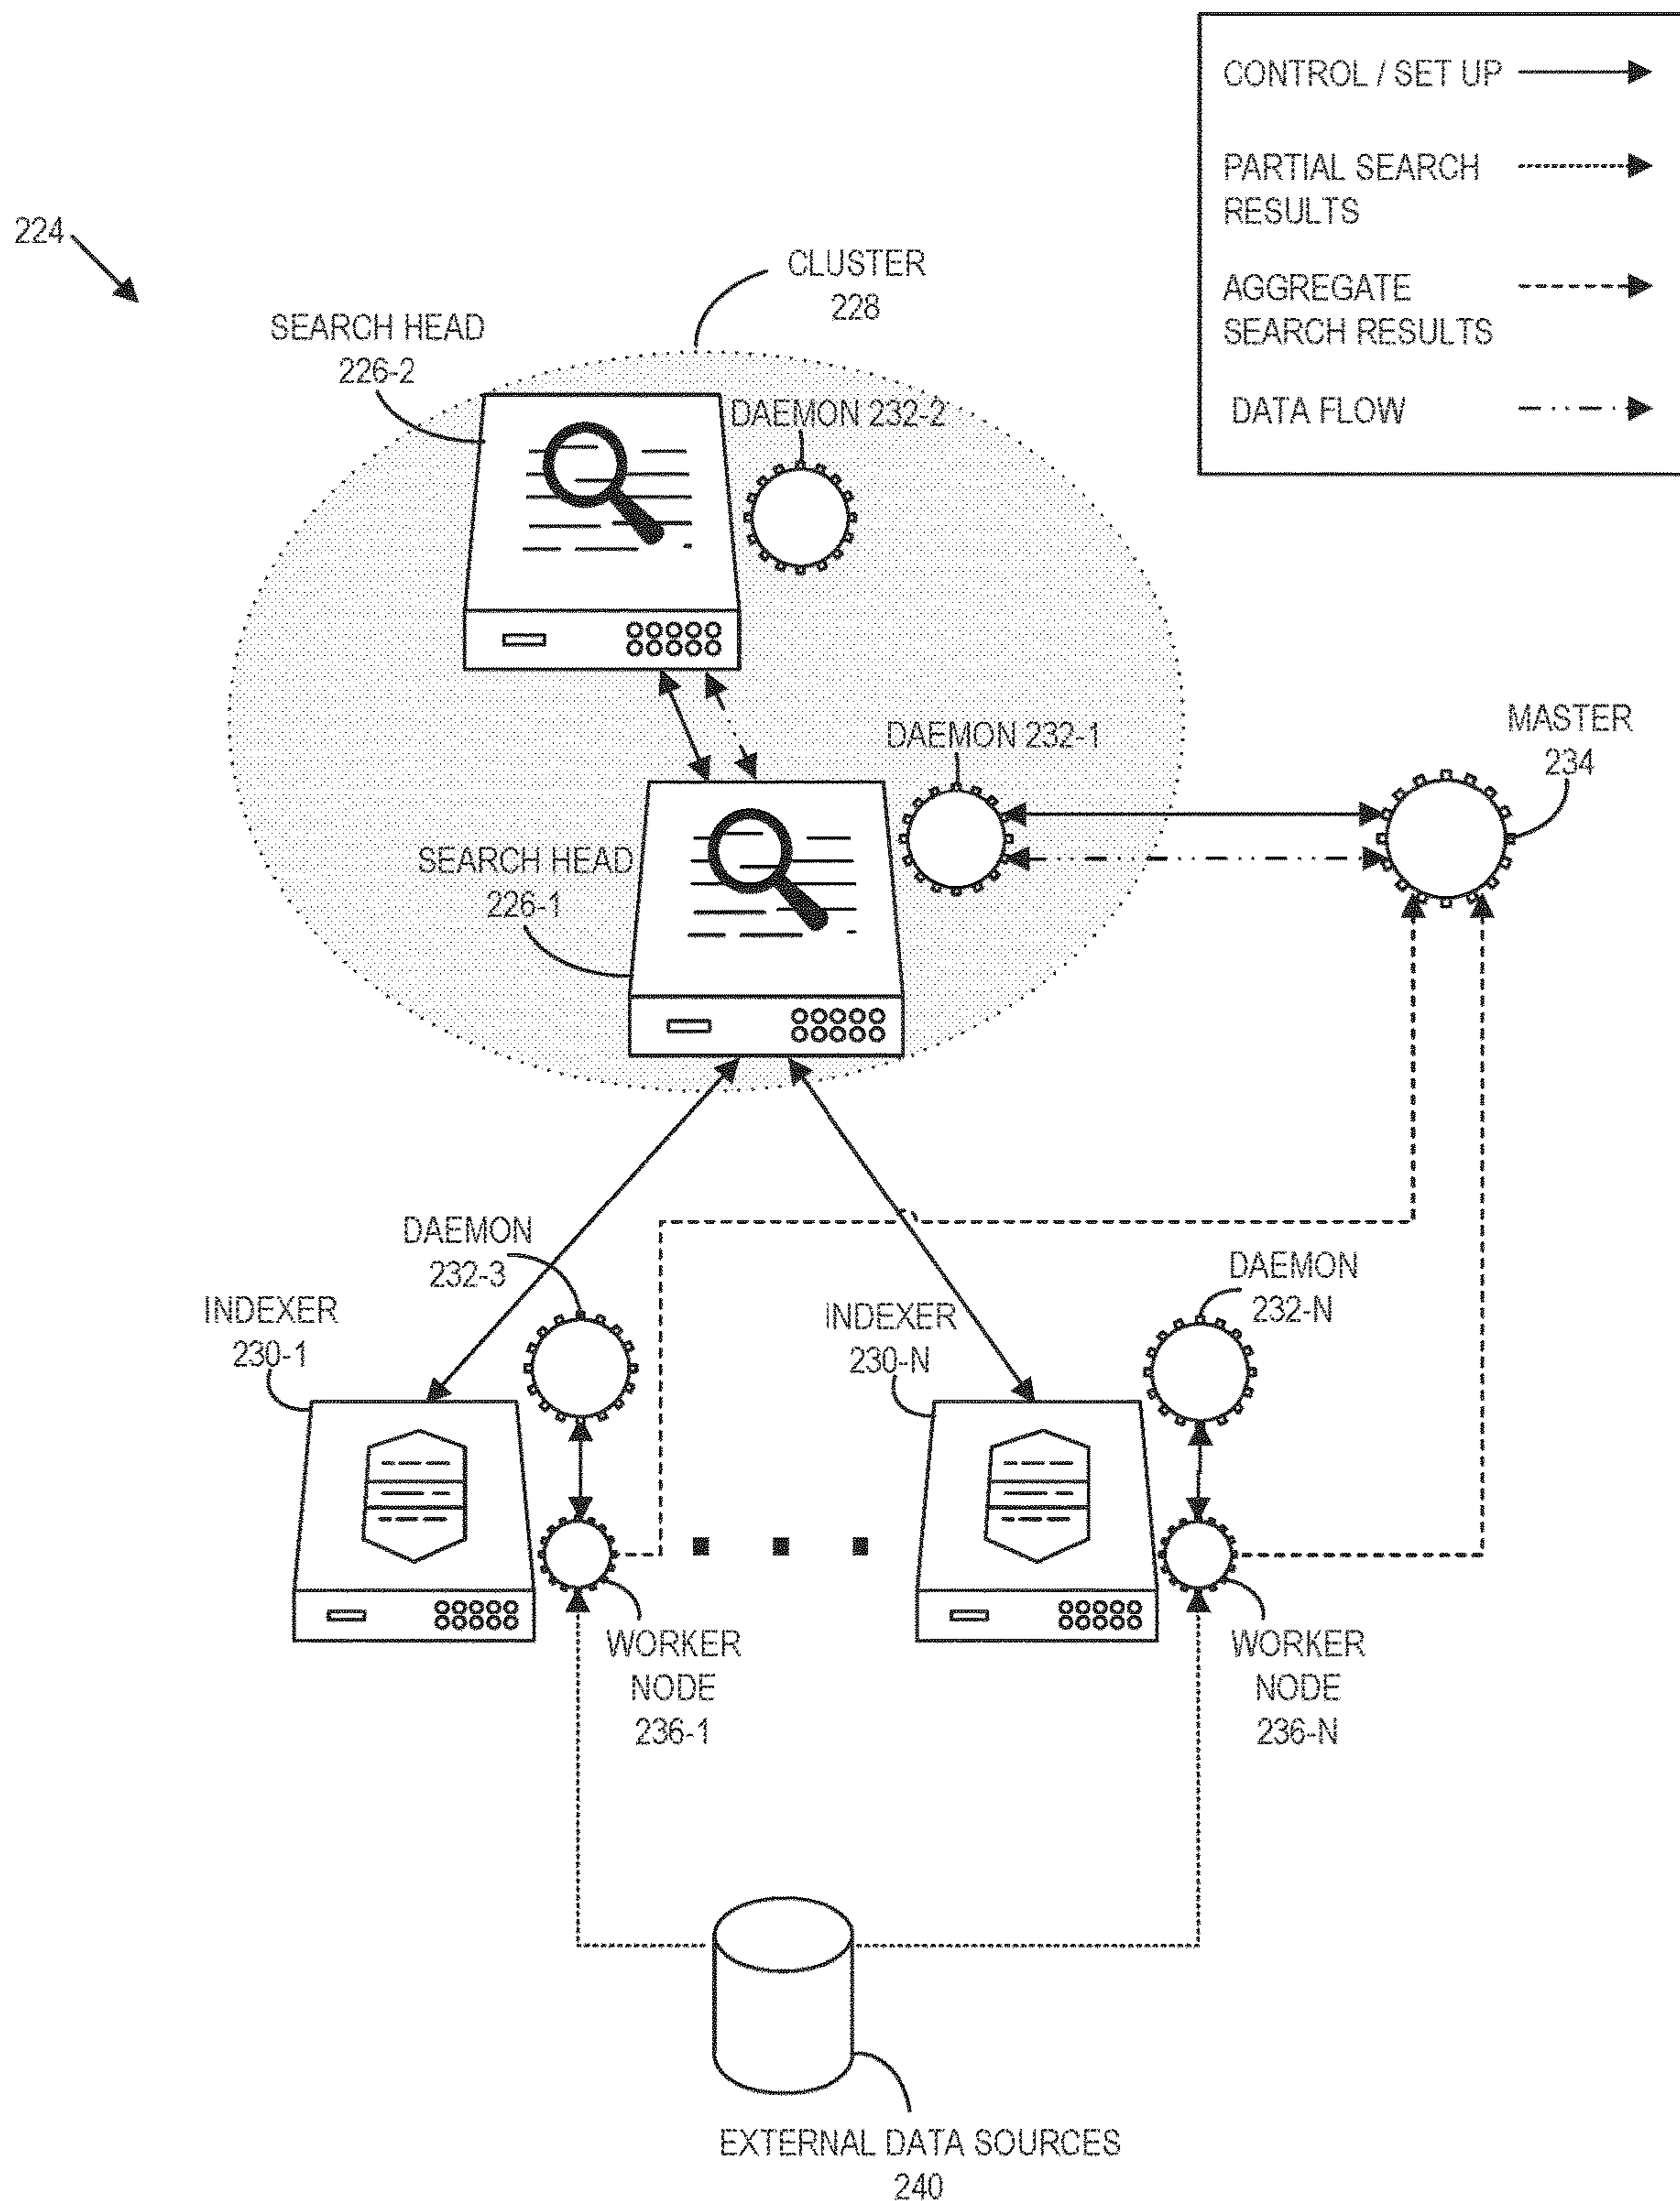 CONTROL / SET UP
PARTIAL SEARCH
RESULTS
AGGREGATE
SEARCH RESULTS
DATA FLOW
224
CLUSTER
228
SEARCH HEAD
226-2
DAEMON 232-2
DAEMON 232-1
MASTER
234
SEARCH HEAD
226-1
DAEMON
232-3
DAEMON
232-N
INDEXER
230-1
INDEXER
230-N
WORKER
NODE
236-1
WORKER
NODE
236-N
EXTERNAL DATA SOURCES
240